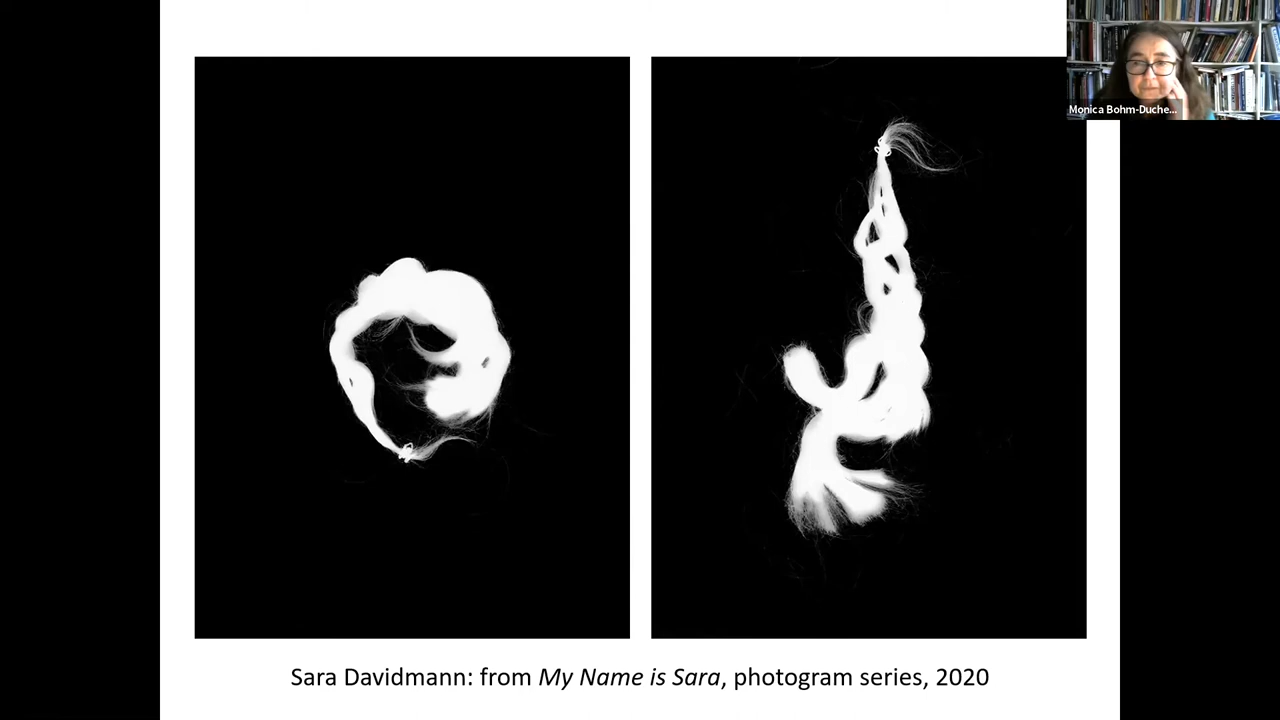 Monica Bohm-Duche...
Sara Davidmann: from My Name is Sara, photogram series, 2020